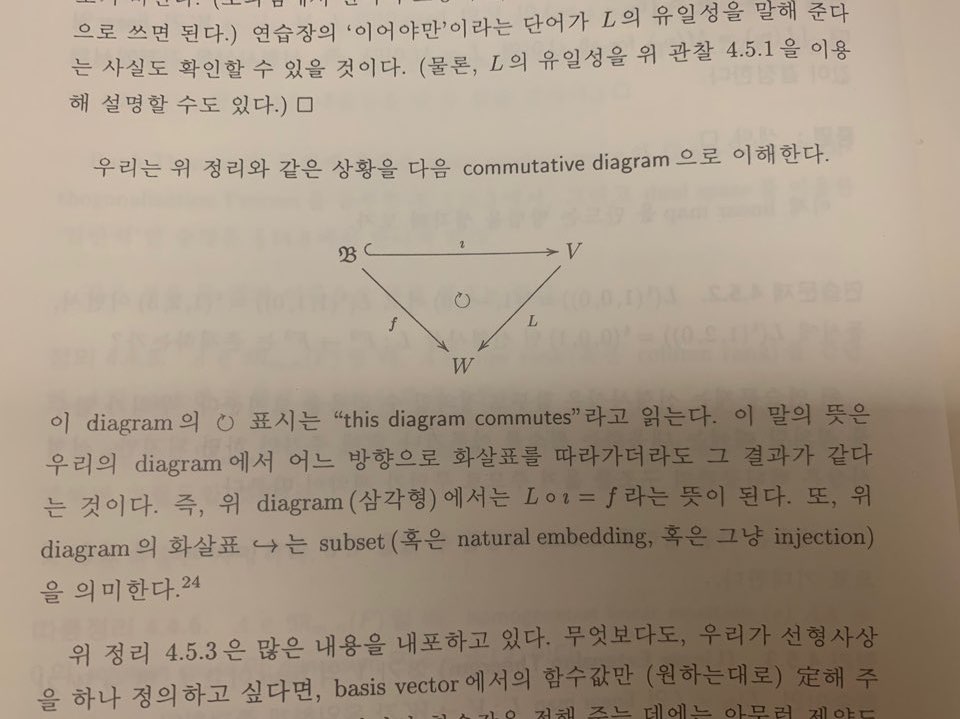 으로 쓰면 된다.) 연습장의 ‘이어야만’이라는 단어가 L의 유일성을 말해 준다
는 사실도 확인할 수 있을 것이다. (물론, L의 유일성을 위 관찰 4.5.1을 이용
해 설명할 수도 있다.) □
우리는 위 정리와 같은 상황을 다음 commutative diagram으로 이해한다.
𝔅 ı V
↻
f L
W
이 diagram의 ↻ 표시는 “this diagram commutes”라고 읽는다. 이 말의 뜻은
우리의 diagram에서 어느 방향으로 화살표를 따라가더라도 그 결과가 같다
는 것이다. 즉, 위 diagram (삼각형)에서는 L ∘ ı = f라는 뜻이 된다. 또, 위
diagram의 화살표 ↪는 subset (혹은 natural embedding, 혹은 그냥 injection)
을 의미한다.24
위 정리 4.5.3은 많은 내용을 내포하고 있다. 무엇보다도, 우리가 선형사상
을 하나 정의하고 싶다면, basis vector에서의 함수값만 (원하는대로) 定해 주